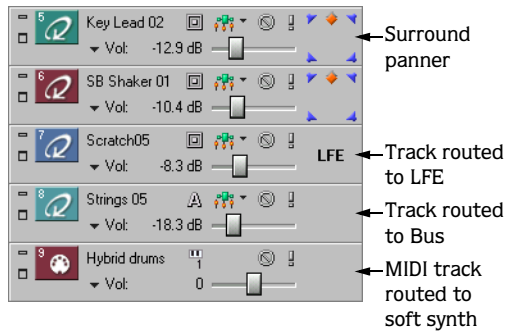 5 Key Lead 02
Vol: -12.9 dB
Surround
panner
6 SB Shaker 01
Vol: -10.4 dB
7 Scratch05
Vol: -8.3 dB
LFE
Track routed
to LFE
8 Strings 05 A
Vol: -18.3 dB
Track routed
to Bus
9 Hybrid drums 1
Vol: 0
MIDI track
routed to
soft synth